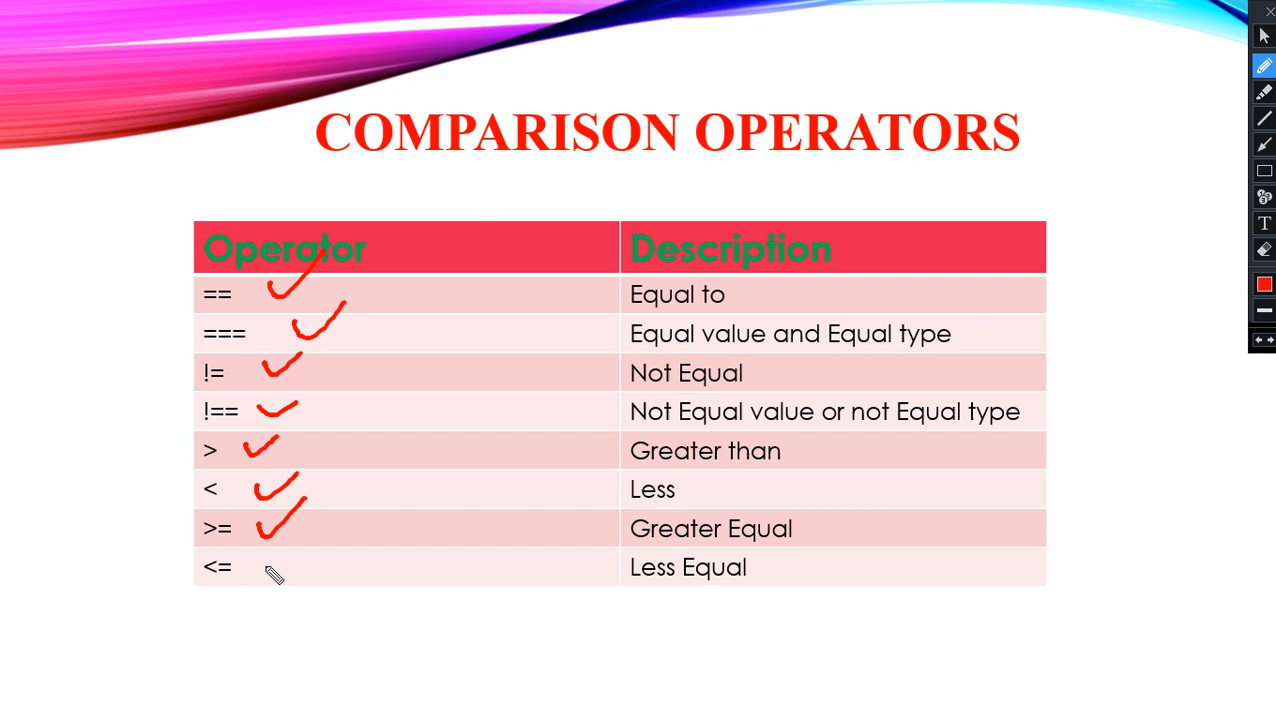 COMPARISON OPERATORS
Operator Description
== Equal to
=== Equal value and Equal type
!= Not Equal
!== Not Equal value or not Equal type
> Greater than
< Less
>= Greater Equal
<= Less Equal
T